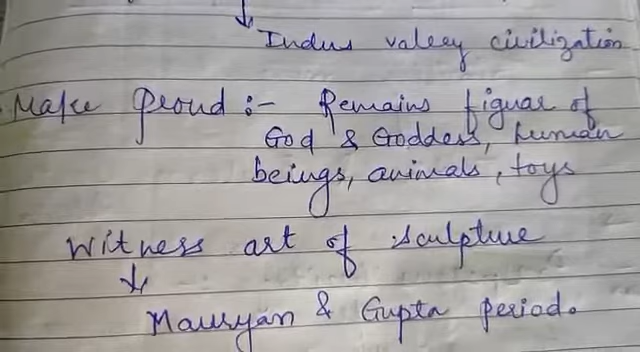 ↓
Indus valley civilization
Make proud :- Remains figuar of
God & Goddess, human
beings, animals, toys
Witness art of sculpture
↓
Mauryan & Gupta period.